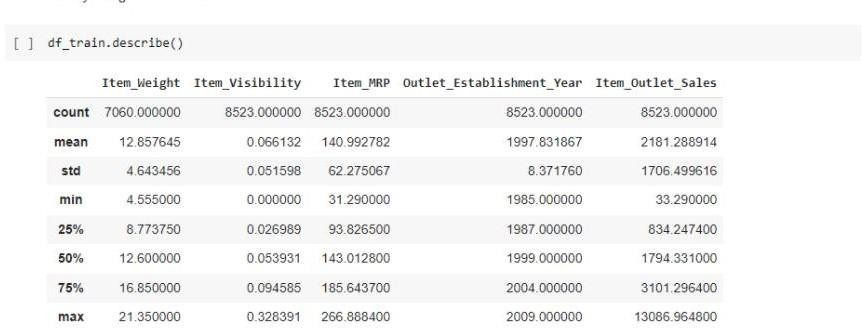 [ ] df_train.describe()
Item_Weight Item_Visibility Item_MRP Outlet_Establishment_Year Item_Outlet_Sales
count 7060.000000 8523.000000 8523.000000 8523.000000 8523.000000
mean 12.857645 0.066132 140.992782 1997.831867 2181.288914
std 4.643456 0.051598 62.275067 8.371760 1706.499616
min 4.555000 0.000000 31.290000 1985.000000 33.290000
25% 8.773750 0.026989 93.826500 1987.000000 834.247400
50% 12.600000 0.053931 143.012800 1999.000000 1794.331000
75% 16.850000 0.094585 185.643700 2004.000000 3101.296400
max 21.350000 0.328391 266.888400 2009.000000 13086.964800